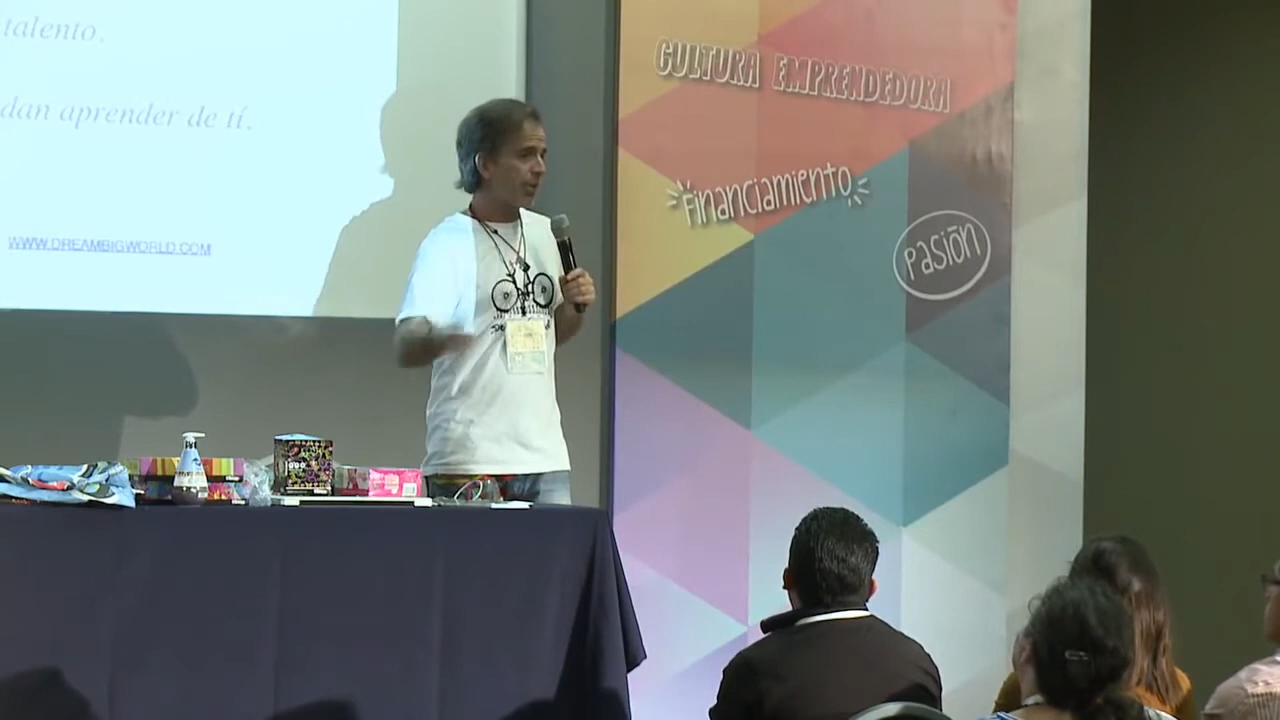 talento.
dan aprender de tí.
WWW.DREAMBIGWORLD.COM
CULTURA EMPRENDEDORA
Financiamiento
pasión